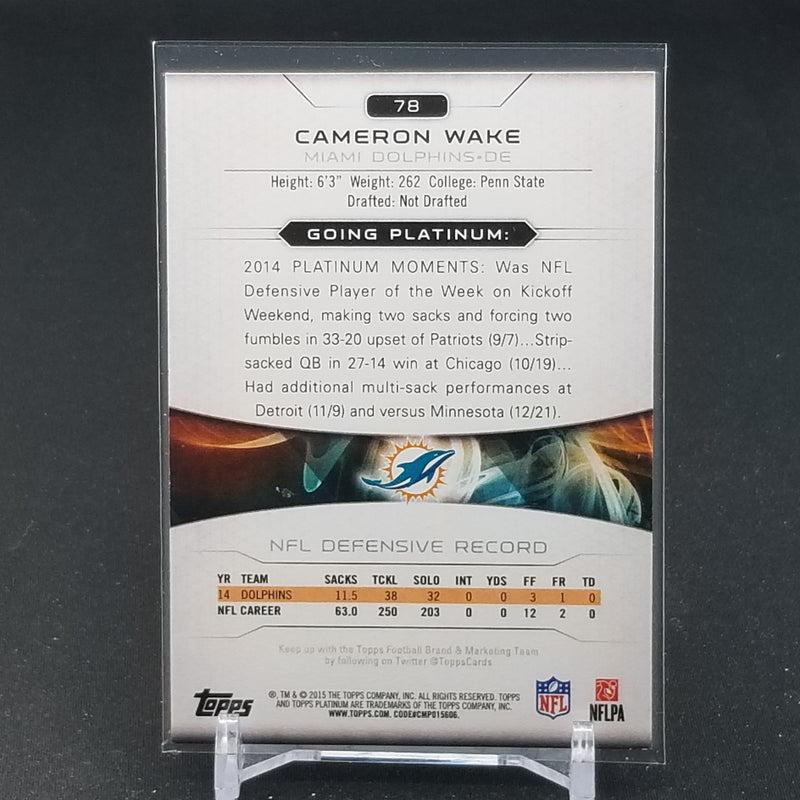 78
CAMERON WAKE
MIAMI DOLPHINS•DE
Height: 6'3" Weight: 262 College: Penn State
Drafted: Not Drafted
GOING PLATINUM:
2014 PLATINUM MOMENTS: Was NFL
Defensive Player of the Week on Kickoff
Weekend, making two sacks and forcing two
fumbles in 33-20 upset of Patriots (9/7)...Strip-
sacked QB in 27-14 win at Chicago (10/19)...
Had additional multi-sack performances at
Detroit (11/9) and versus Minnesota (12/21).
NFL DEFENSIVE RECORD
YR TEAM SACKS TCKL SOLO INT YDS FF FR TD
14 DOLPHINS 11.5 38 32 0 0 3 1 0
NFL CAREER 63.0 250 203 0 0 12 2 0
Keep up with the Topps Football Brand & Marketing Team
by following on Twitter @ToppsCards
Topps
®, TM & © 2015 THE TOPPS COMPANY, INC. ALL RIGHTS RESERVED. TOPPS
AND TOPPS PLATINUM ARE TRADEMARKS OF THE TOPPS COMPANY, INC.
WWW.TOPPS.COM. CODE#CMP015606.
NFL
NFLPA